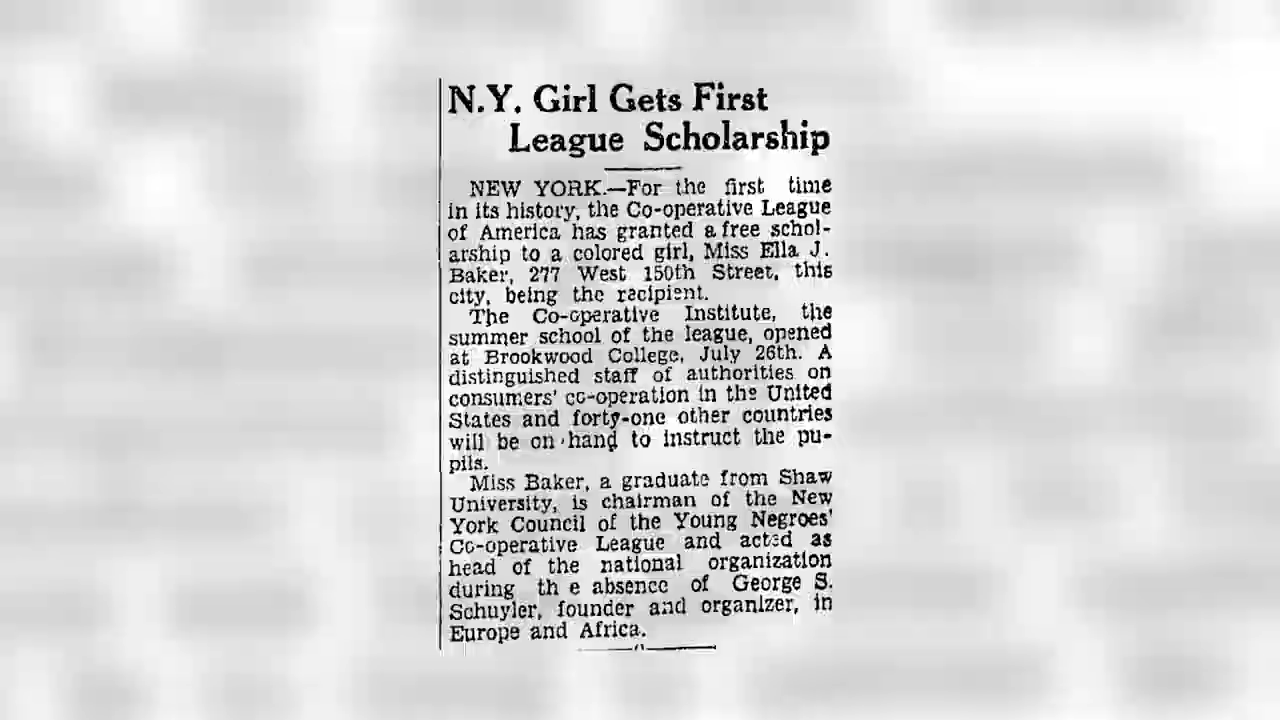 N.Y. Girl Gets First
League Scholarship
NEW YORK.—For the first time
in its history, the Co-operative League
of America has granted a free schol-
arship to a colored girl, Miss Ella J.
Baker, 277 West 150th Street, this
city, being the recipient.
The Co-operative Institute, the
summer school of the league, opened
at Brookwood College, July 26th. A
distinguished staff of authorities on
consumers' co-operation in the United
States and forty-one other countries
will be on hand to instruct the pu-
pils.
Miss Baker, a graduate from Shaw
University, is chairman of the New
York Council of the Young Negroes'
Co-operative League and acted as
head of the national organization
during th e absence of George S.
Schuyler, founder and organizer, in
Europe and Africa.